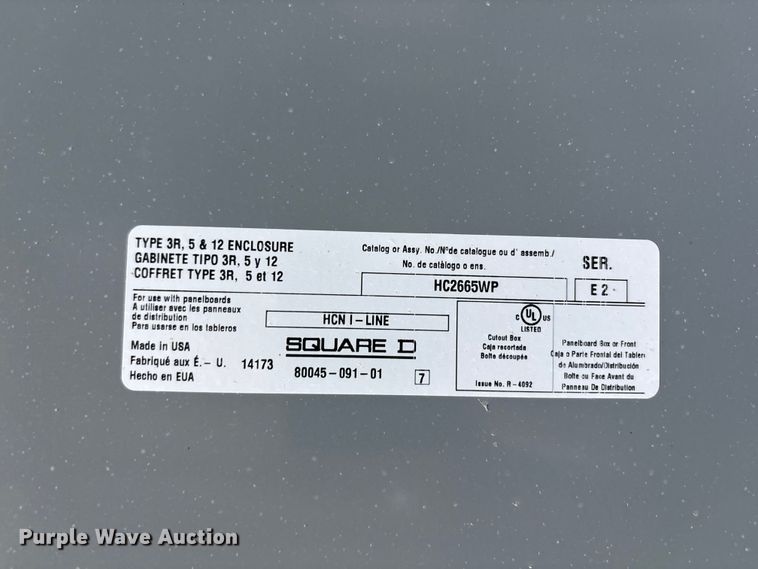 TYPE 3R, 5 & 12 ENCLOSURE
GABINETE TIPO 3R, 5 y 12
COFFRET TYPE 3R, 5 et 12
Catalog or Assy. No./N°de catalogue ou d' assemb./
No. de catálogo o ens.
SER.
HC2665WP
E 2
For use with panelboards
A utiliser avec les panneaux
de distribution
Para usarse en los tableros
HCN I-LINE
Made in USA
Fabriqué aux É.- U. 14173
Hecho en EUA
SQUARE D
80045-091-01
7
C UL US
LISTED
Cutout Box
Caja recortada
Boîte découpée
Issue No. R-4092
Panelboard Box or Front
Caja o Parte Frontal del Tablero
de Alumbrado/Distribución
Boîte ou Face Avant du
Panneau De Distribution
Purple Wave Auction